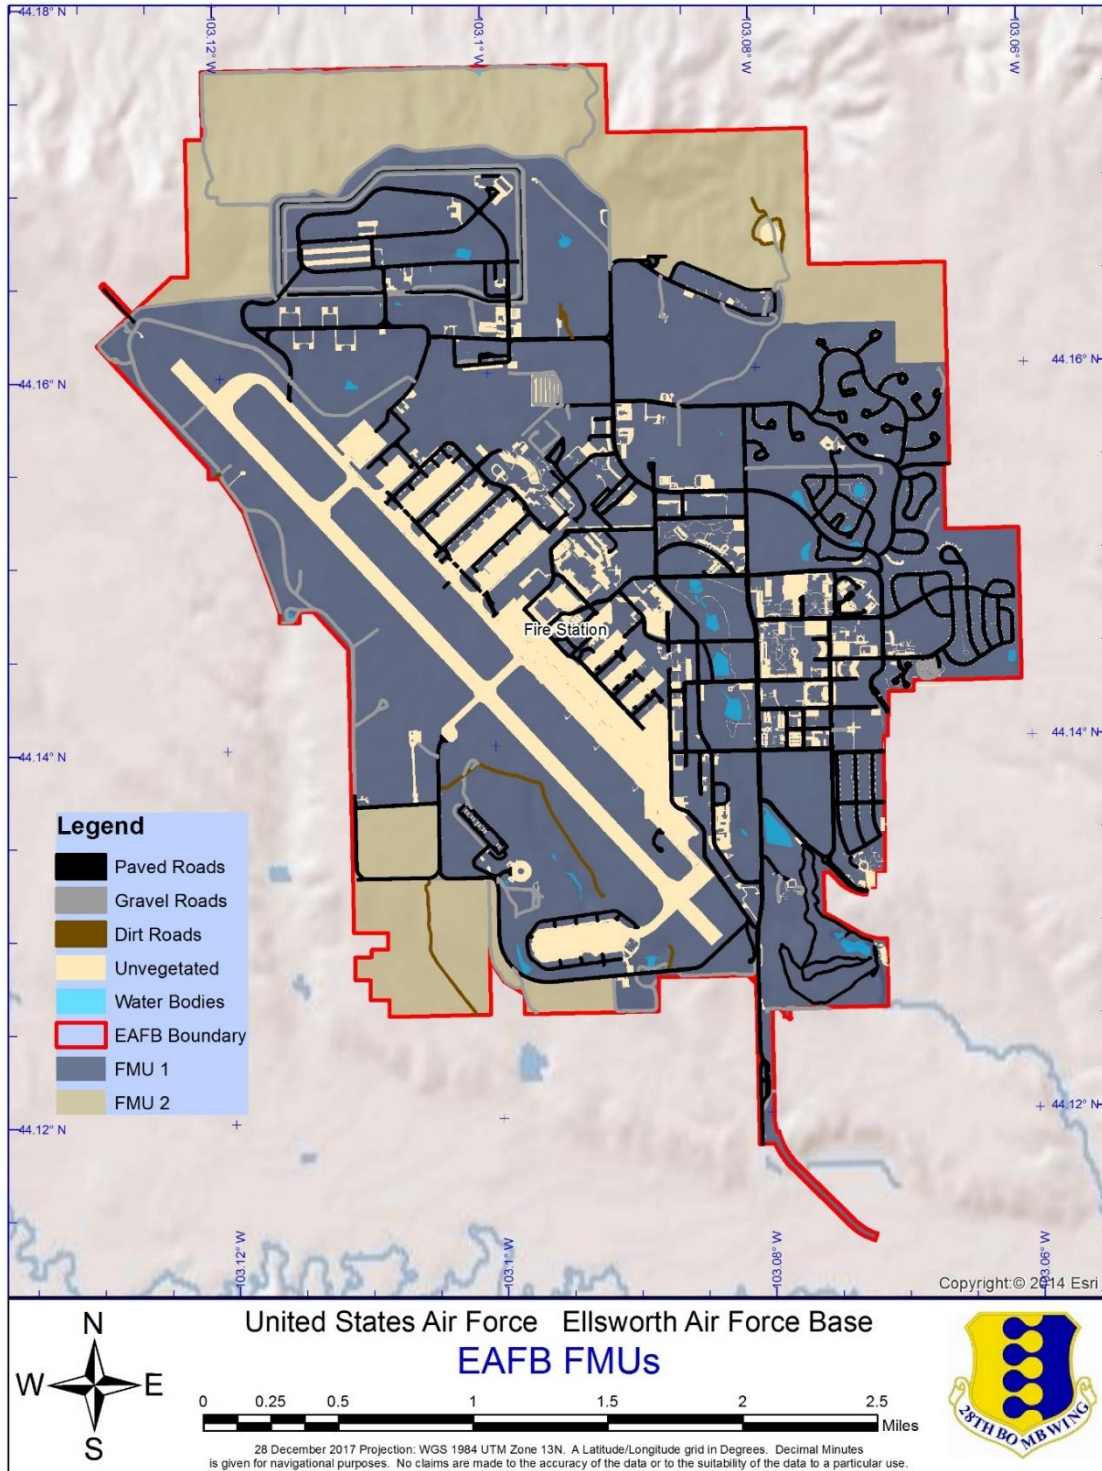 44.18° N
103.12° W
103.1° W
103.08° W
103.06° W
44.16° N
44.16° N
Fire Station
44.14° N
44.14° N
Legend
Paved Roads
Gravel Roads
Dirt Roads
Unvegetated
Water Bodies
EAFB Boundary
FMU 1
FMU 2
44.12° N
44.12° N
103.12° W
103.1° W
103.08° W
103.06° W
Copyright:© 2014 Esri
N
W
E
S
United States Air Force Ellsworth Air Force Base
EAFB FMUs
0 0.25 0.5 1 1.5 2 2.5
Miles
28 December 2017 Projection: WGS 1984 UTM Zone 13N. A Latitude/Longitude grid in Degrees. Decimal Minutes
is given for navigational purposes. No claims are made to the accuracy of the data or to the suitability of the data to a particular use.
28TH BOMB WING